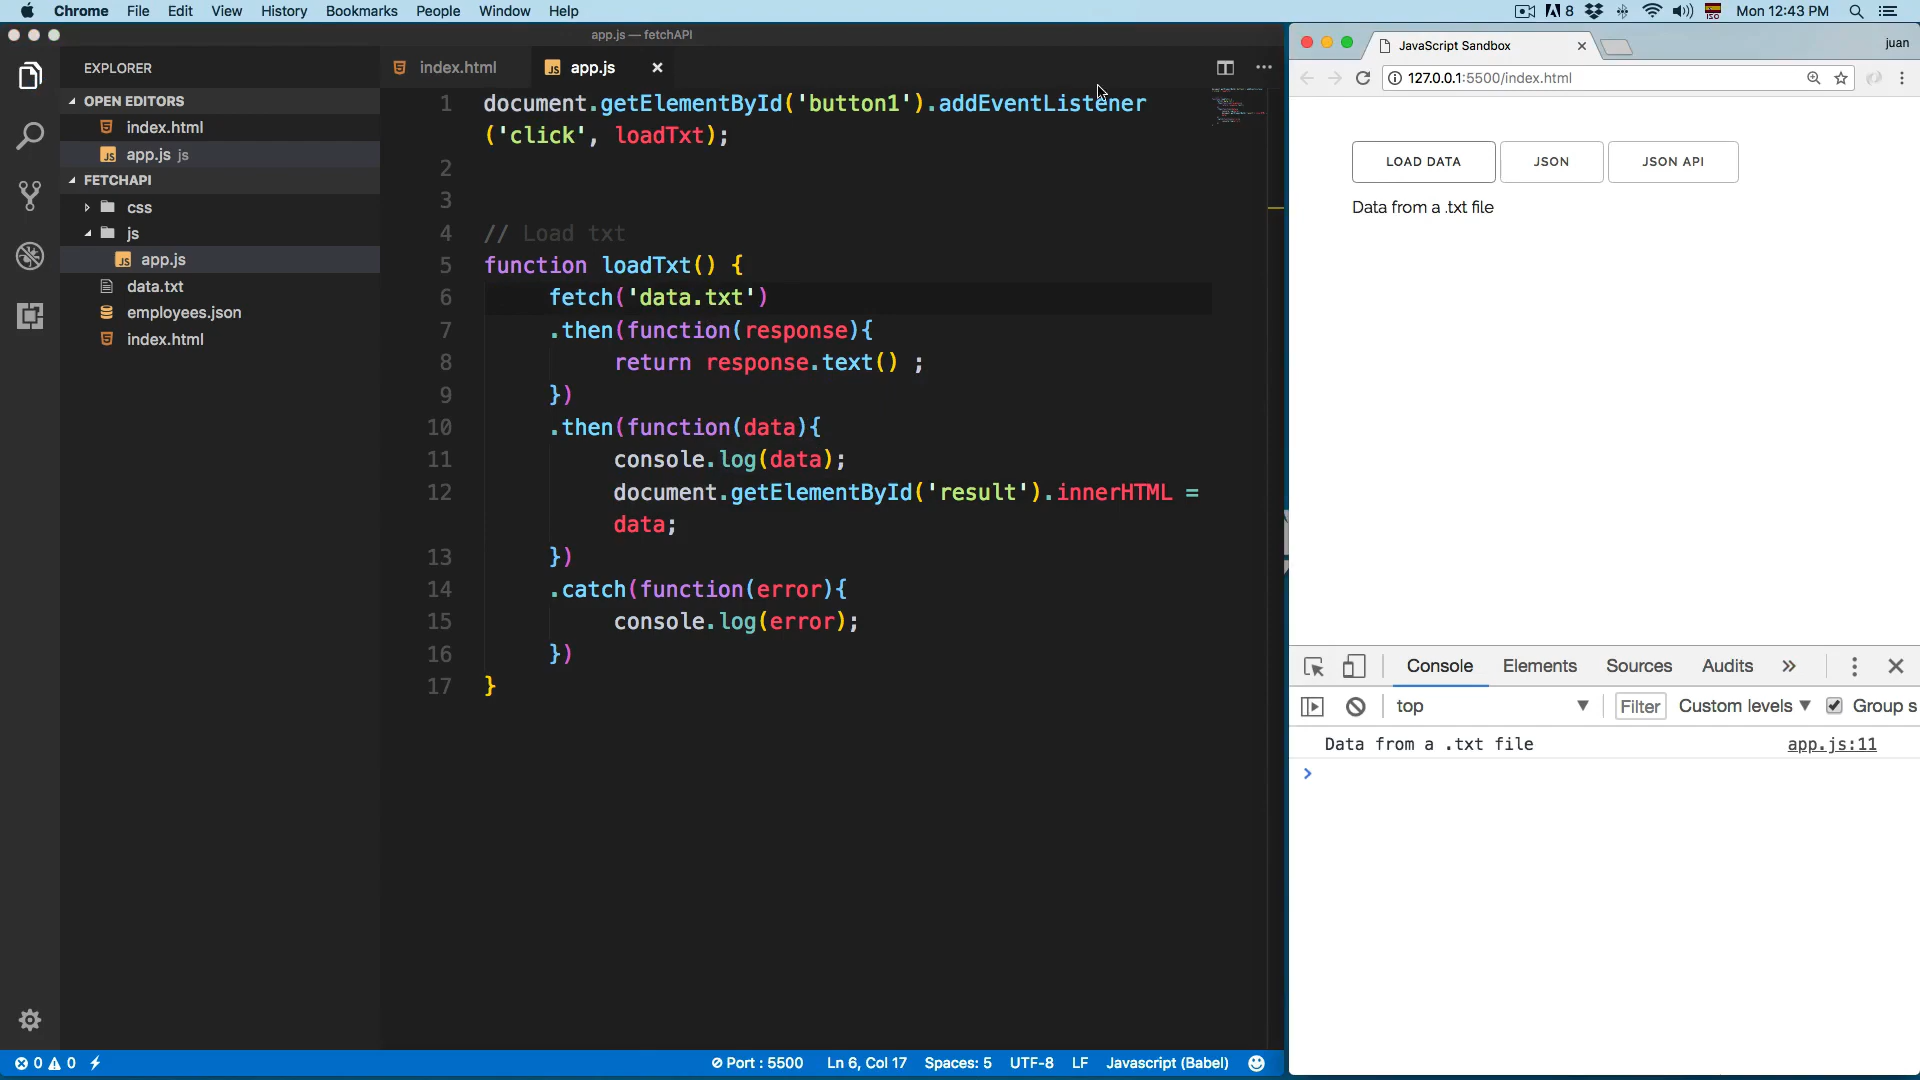 Chrome File Edit View History Bookmarks People Window Help
8 ISO Mon 12:43 PM
app.js — fetchAPI
EXPLORER
OPEN EDITORS
index.html
app.js js
FETCHAPI
css
js
app.js
data.txt
employees.json
index.html
index.html app.js
1 document.getElementById('button1').addEventListener
('click', loadTxt);
2
3
4 // Load txt
5 function loadTxt() {
6 fetch('data.txt')
7 .then(function(response){
8 return response.text() ;
9 })
10 .then(function(data){
11 console.log(data);
12 document.getElementById('result').innerHTML =
data;
13 })
14 .catch(function(error){
15 console.log(error);
16 })
17 }
0 0 Port : 5500 Ln 6, Col 17 Spaces: 5 UTF-8 LF Javascript (Babel)
JavaScript Sandbox juan
127.0.0.1:5500/index.html
LOAD DATA JSON JSON API
Data from a .txt file
Console Elements Sources Audits »
top Filter Custom levels Group s
Data from a .txt file app.js:11